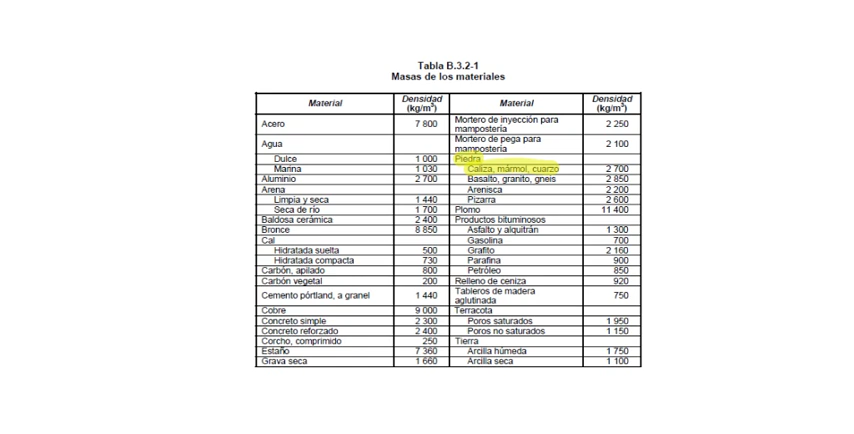 Tabla B.3.2-1
Masas de los materiales
Material Densidad (kg/m³) Material Densidad (kg/m³)
Acero 7 800 Mortero de inyección para mampostería 2 250
Agua Mortero de pega para mampostería 2 100
Dulce 1 000 Piedra
Marina 1 030 Caliza, mármol, cuarzo 2 700
Aluminio 2 700 Basalto, granito, gneis 2 850
Arena Arenisca 2 200
Limpia y seca 1 440 Pizarra 2 600
Seca de río 1 700 Plomo 11 400
Baldosa cerámica 2 400 Productos bituminosos
Bronce 8 850 Asfalto y alquitrán 1 300
Cal Gasolina 700
Hidratada suelta 500 Grafito 2 160
Hidratada compacta 730 Parafina 900
Carbón, apilado 800 Petróleo 850
Carbón vegetal 200 Relleno de ceniza 920
Cemento pórtland, a granel 1 440 Tableros de madera aglutinada 750
Cobre 9 000 Terracota
Concreto simple 2 300 Poros saturados 1 950
Concreto reforzado 2 400 Poros no saturados 1 150
Corcho, comprimido 250 Tierra
Estaño 7 360 Arcilla húmeda 1 750
Grava seca 1 660 Arcilla seca 1 100